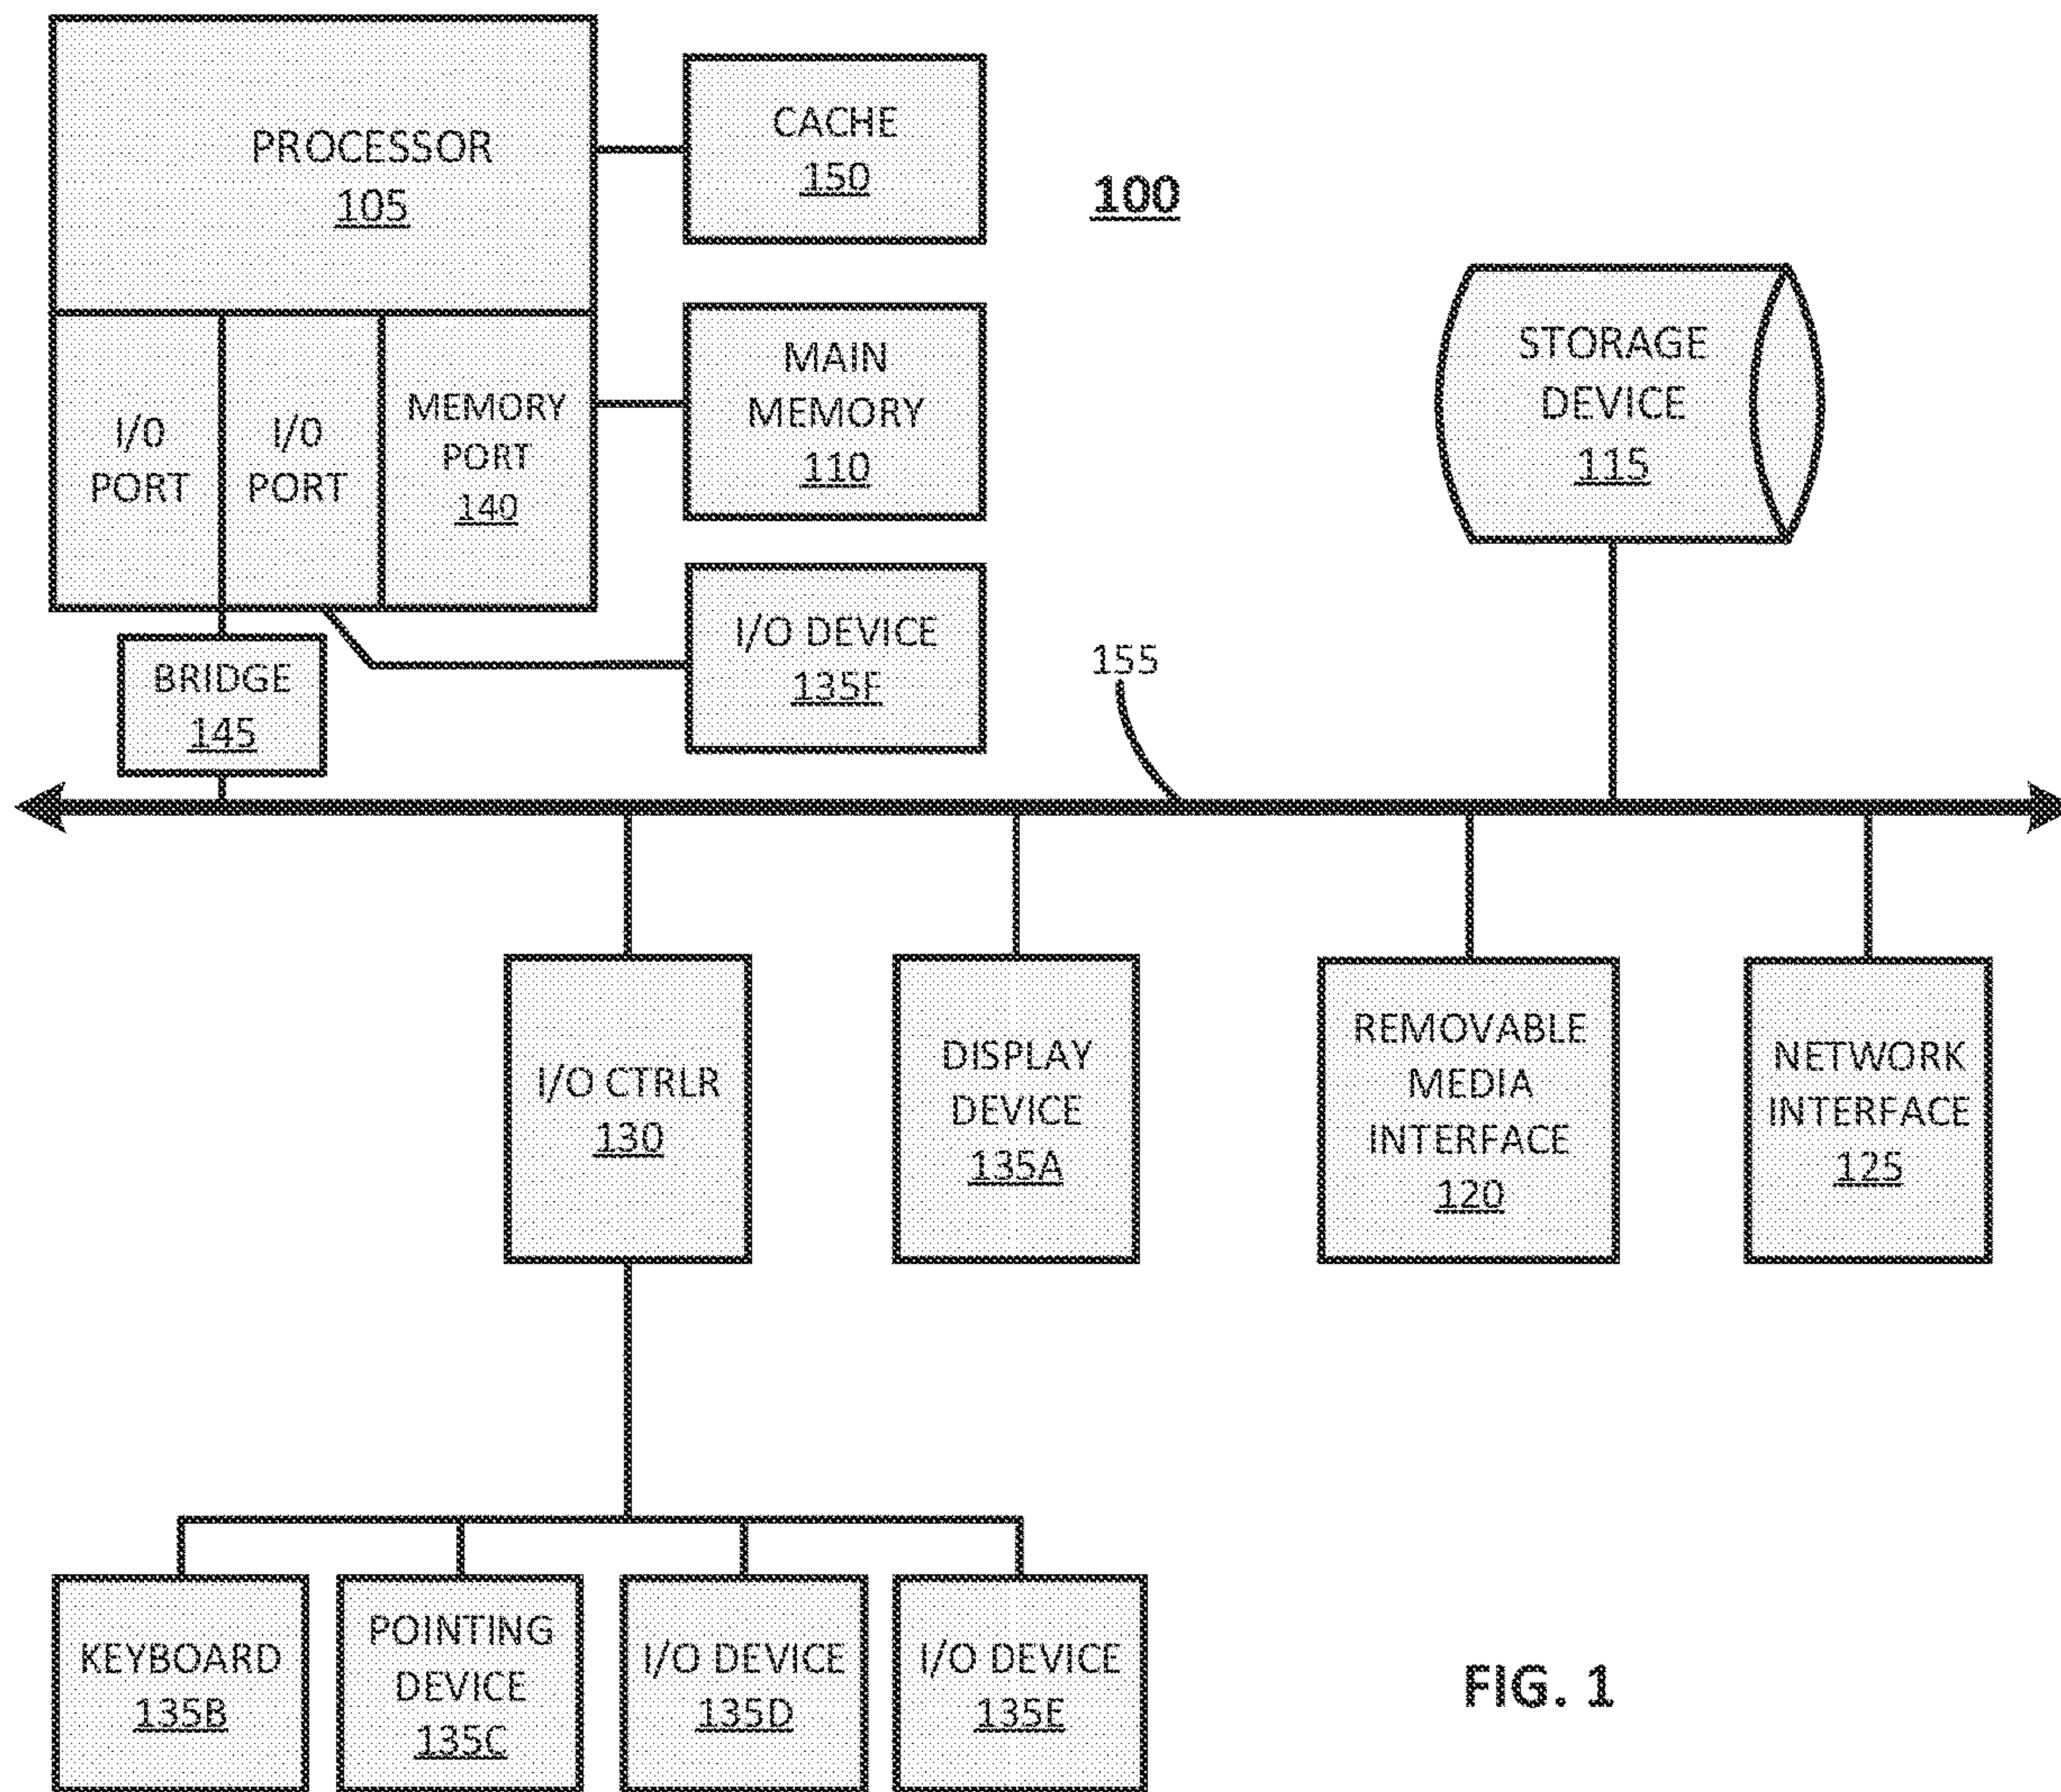 PROCESSOR
105
CACHE
150
100
I/0
PORT
I/0
PORT
MEMORY
PORT
140
MAIN
MEMORY
110
STORAGE
DEVICE
115
I/O DEVICE
135F
BRIDGE
145
155
I/O CTRLR
130
DISPLAY
DEVICE
135A
REMOVABLE
MEDIA
INTERFACE
120
NETWORK
INTERFACE
125
KEYBOARD
135B
POINTING
DEVICE
135C
I/O DEVICE
135D
I/O DEVICE
135E
FIG. 1